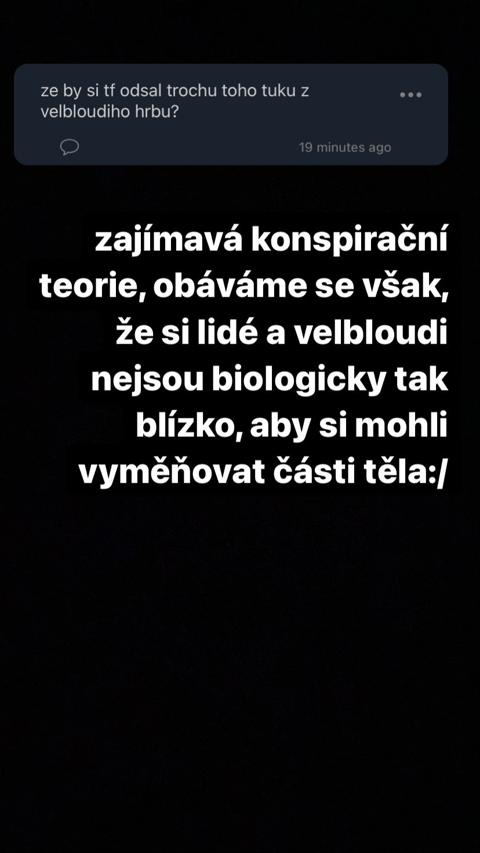 ze by si tf odsal trochu toho tuku z
velbloudiho hrbu?
19 minutes ago
zajímavá konspirační
teorie, obáváme se však,
že si lidé a velbloudi
nejsou biologicky tak
blízko, aby si mohli
vyměňovat části těla:/